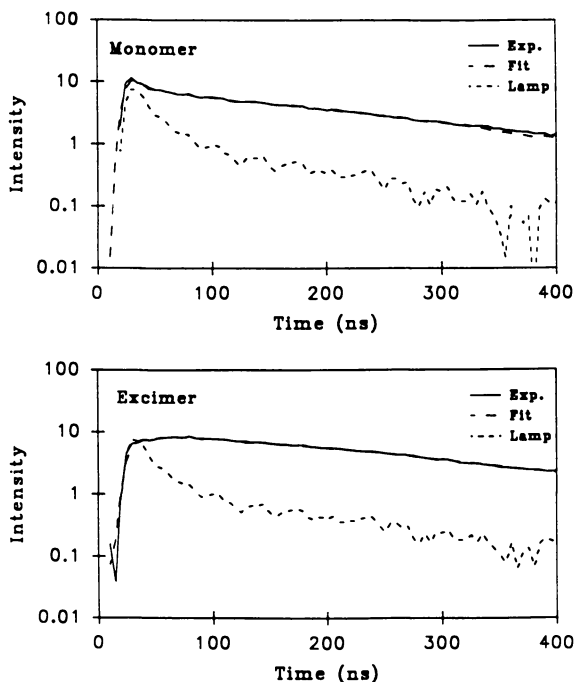 100
Monomer
Exp.
Fit
Lamp
10
1
0.1
0.01
Intensity
0
100
200
300
400
Time (ns)
100
Excimer
Exp.
Fit
Lamp
10
1
0.1
0.01
Intensity
0
100
200
300
400
Time (ns)